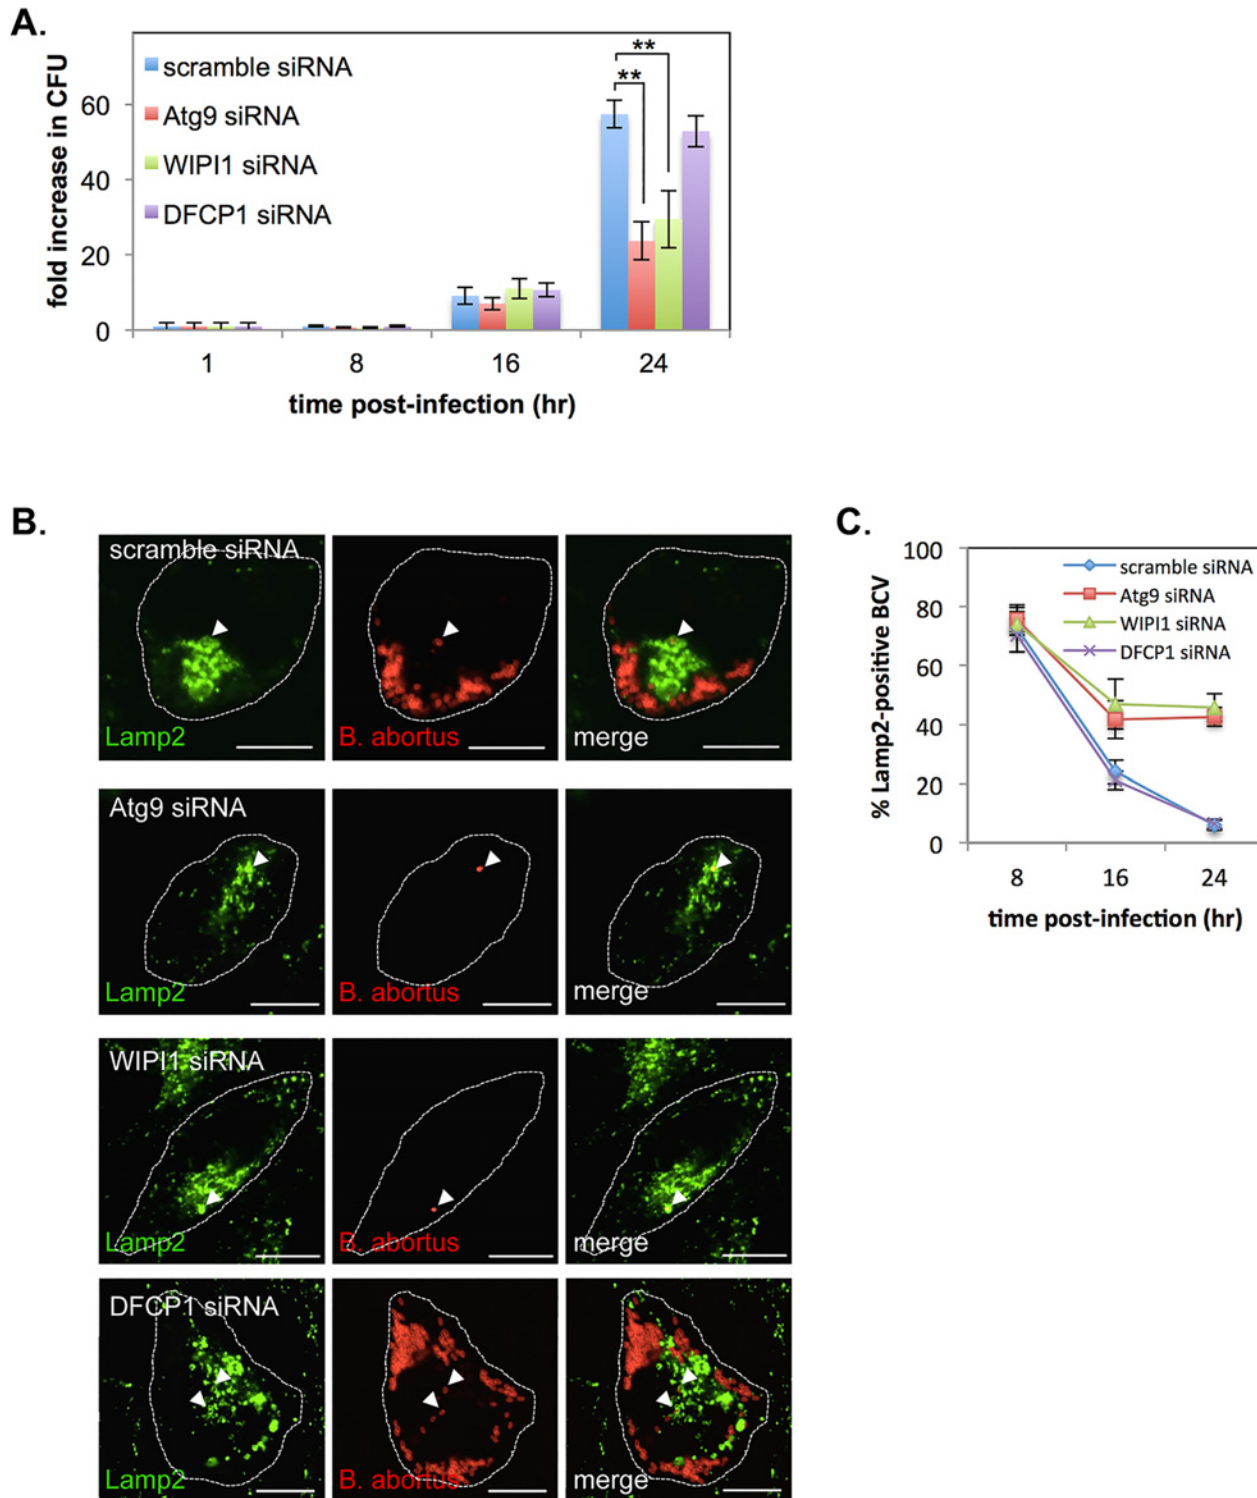 A.
fold increase in CFU
60
40
20
0
scramble siRNA
Atg9 siRNA
WIPI1 siRNA
DFCP1 siRNA
**
**
1 8 16 24
time post-infection (hr)
B.
scramble siRNA
Lamp2 B. abortus merge
Atg9 siRNA
Lamp2 B. abortus merge
WIPI1 siRNA
Lamp2 B. abortus merge
DFCP1 siRNA
Lamp2 B. abortus merge
C.
% Lamp2-positive BCV
100
80
60
40
20
0
scramble siRNA
Atg9 siRNA
WIPI1 siRNA
DFCP1 siRNA
8 16 24
time post-infection (hr)